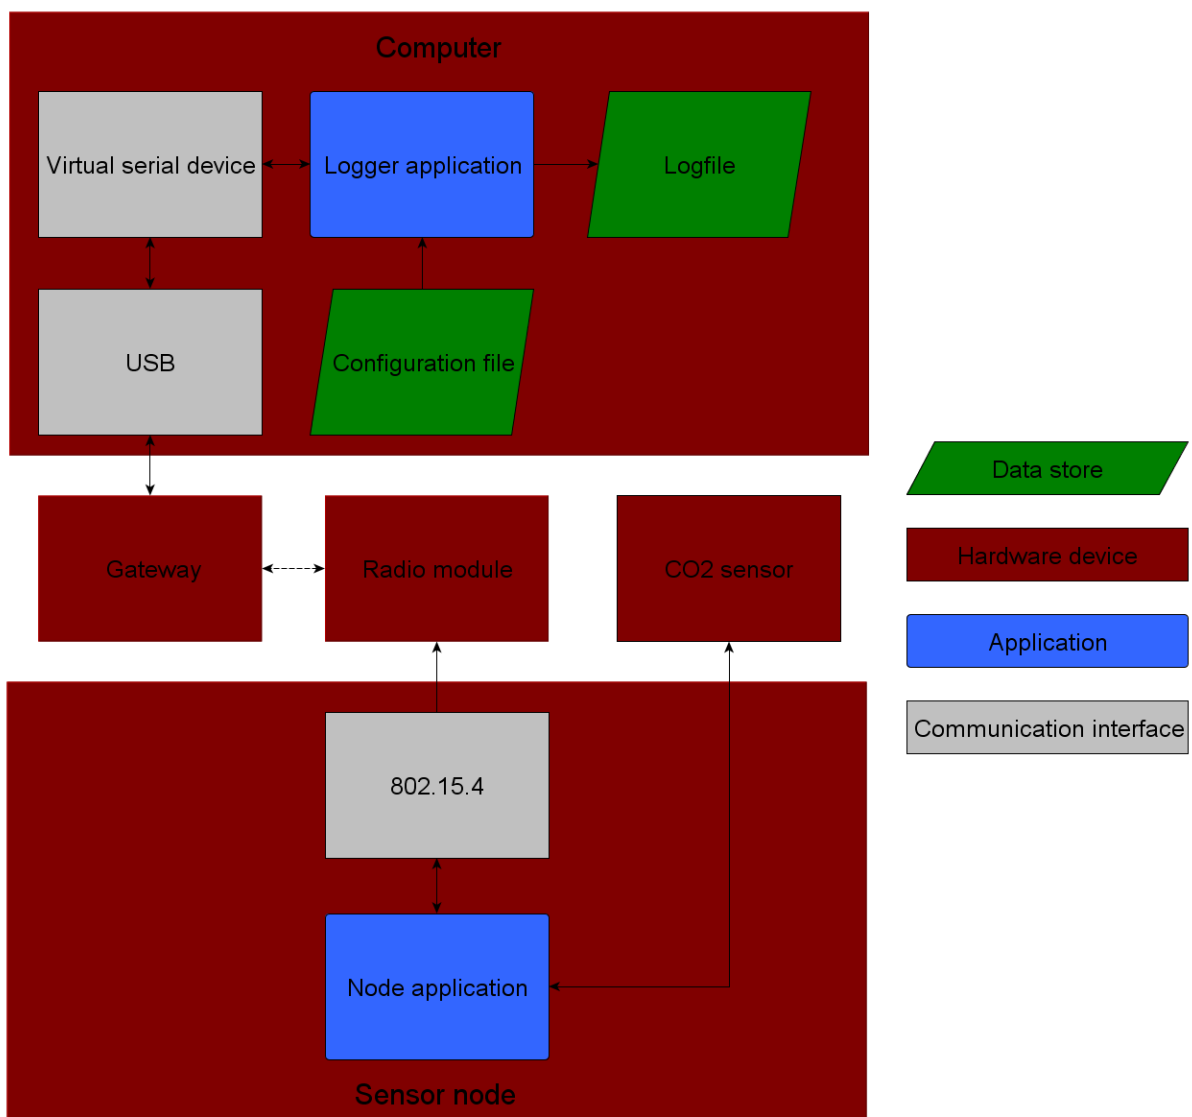 Computer
Virtual serial device
Logger application
Logfile
USB
Configuration file
Gateway
Radio module
CO2 sensor
802.15.4
Node application
Sensor node
Data store
Hardware device
Application
Communication interface